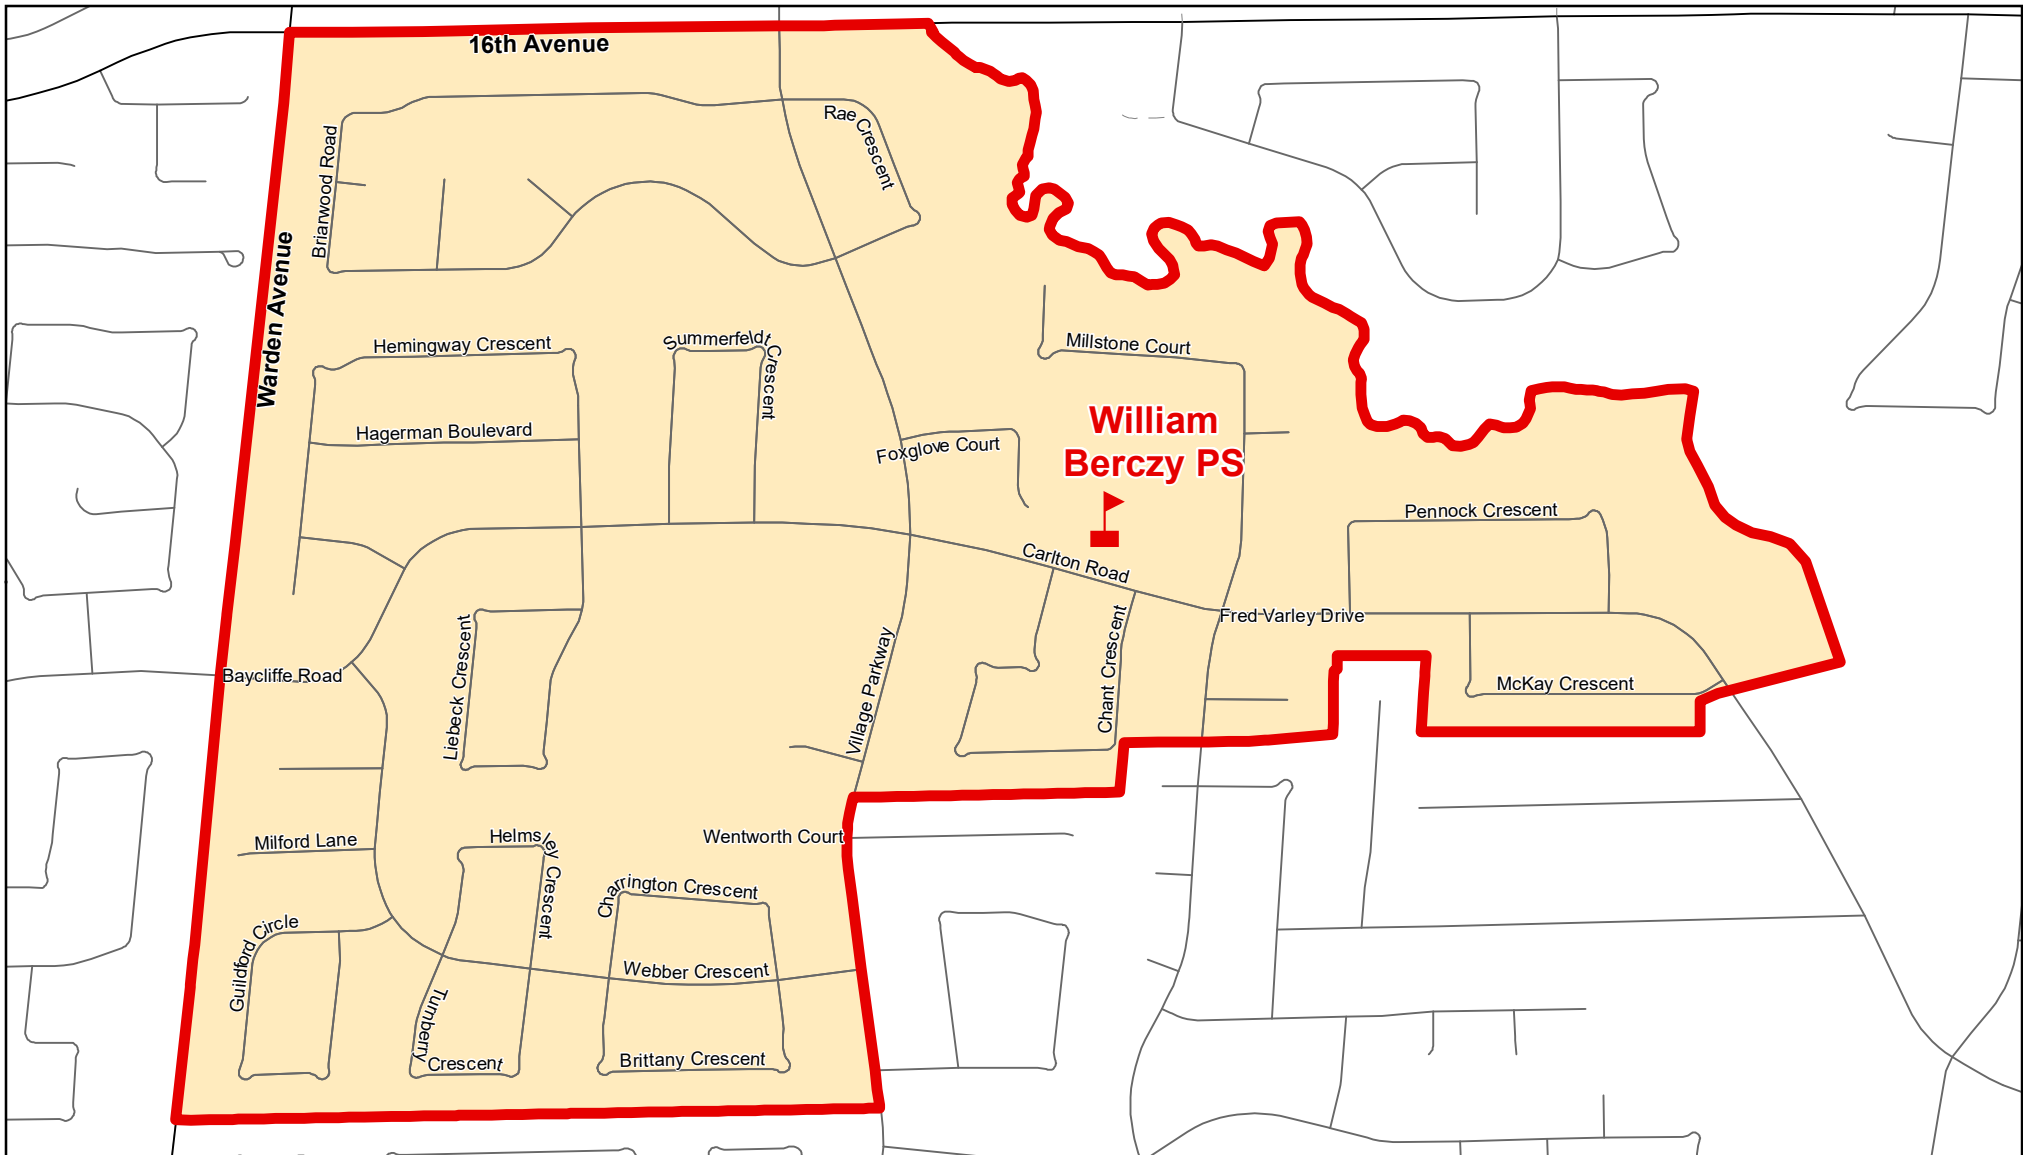 16th Avenue
Rae Crescent
Briarwood Road
Warden Avenue
Hemingway Crescent
Summerfeldt Crescent
Millstone Court
William
Berczy PS
Hagerman Boulevard
Foxglove Court
Pennock Crescent
Carlton Road
Fred Varley Drive
Chant Crescent
Liebeck Crescent
Village Parkway
Baycliffe Road
McKay Crescent
Milford Lane
Helmsley Crescent
Wentworth Court
Charrington Crescent
Guildford Circle
Webber Crescent
Turnberry
Crescent
Brittany Crescent